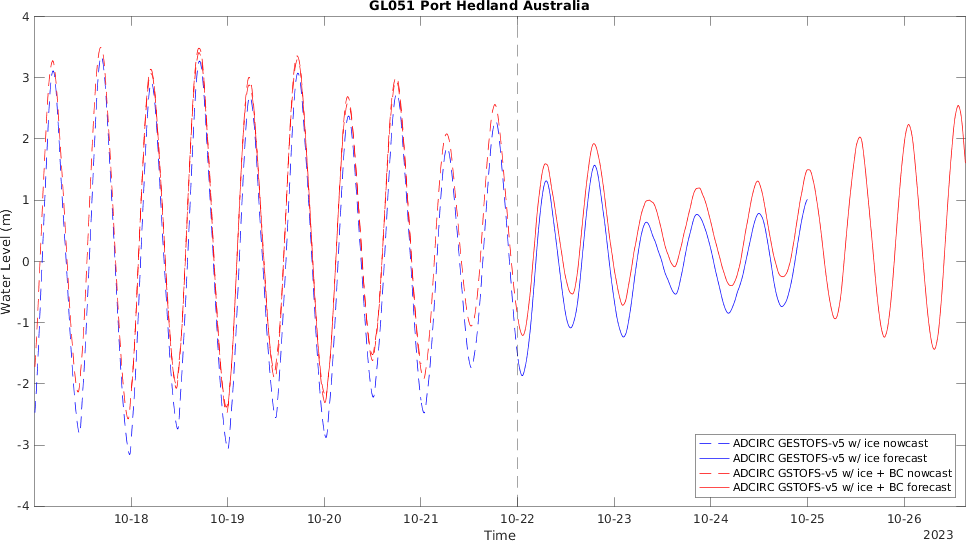 GL051 Port Hedland Australia
4
3
2
1
0
-1
-2
-3
-4
Water Level (m)
10-18 10-19 10-20 10-21 10-22 10-23 10-24 10-25 10-26
Time
2023
ADCIRC GESTOFS-v5 w/ ice nowcast
ADCIRC GESTOFS-v5 w/ ice forecast
ADCIRC GSTOFS-v5 w/ ice + BC nowcast
ADCIRC GSTOFS-v5 w/ ice + BC forecast